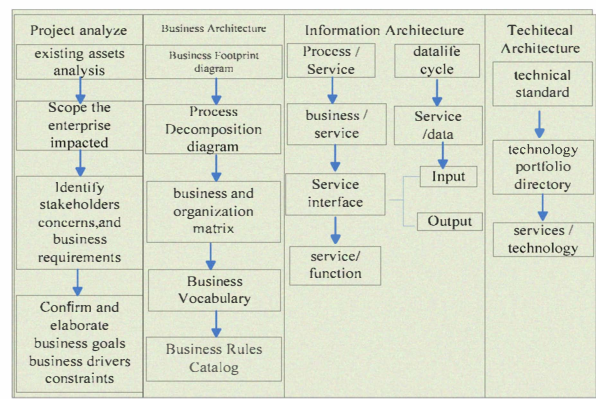 Project analyze
existing assets
analysis
Scope the
enterprise
impacted
Identify
stakeholders
concerns,and
business
requirements
Confirm and
elaborate
business goals
business drivers
constraints
Business Architecture
Business Footprint
diagram
Process
Decomposition
diagram
business and
organization
matrix
Business
Vocabulary
Business Rules
Catalog
Information Architecture
Process /
Service
business /
service
Service
interface
service/
function
datalife
cycle
Service
/data
Input
Output
Techitecal
Architecture
technical
standard
technology
portfolio
directory
services /
technology